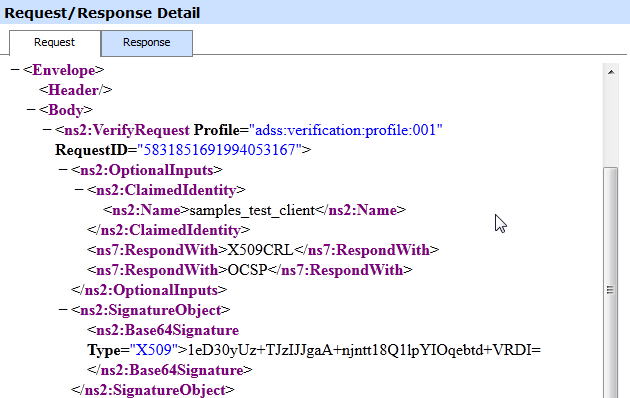 Request/Response Detail
Request Response
− <Envelope>
<Header/>
− <Body>
− <ns2:VerifyRequest Profile="adss:verification:profile:001"
RequestID="5831851691994053167">
− <ns2:OptionalInputs>
− <ns2:ClaimedIdentity>
<ns2:Name>samples_test_client</ns2:Name>
</ns2:ClaimedIdentity>
<ns7:RespondWith>X509CRL</ns7:RespondWith>
<ns7:RespondWith>OCSP</ns7:RespondWith>
</ns2:OptionalInputs>
− <ns2:SignatureObject>
<ns2:Base64Signature
Type="X509">1eD30yUz+TJzIJJgaA+njntt18Q1lpYIOqebtd+VRDI=
</ns2:Base64Signature>
</ns2:SignatureObject>